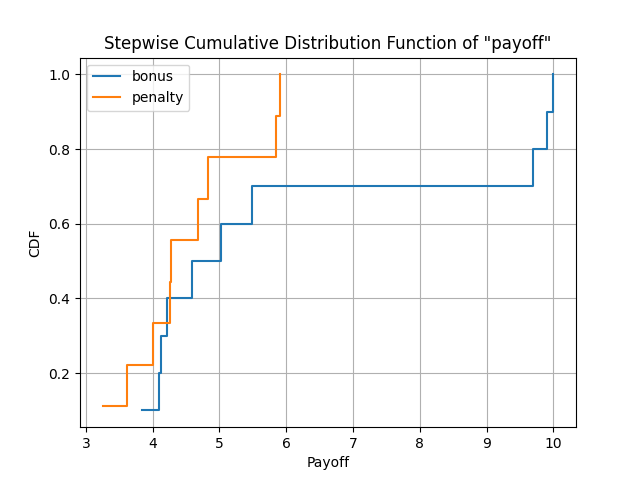 Stepwise Cumulative Distribution Function of "payoff"
bonus
penalty
1.0
0.8
0.6
0.4
0.2
CDF
3 4 5 6 7 8 9 10
Payoff